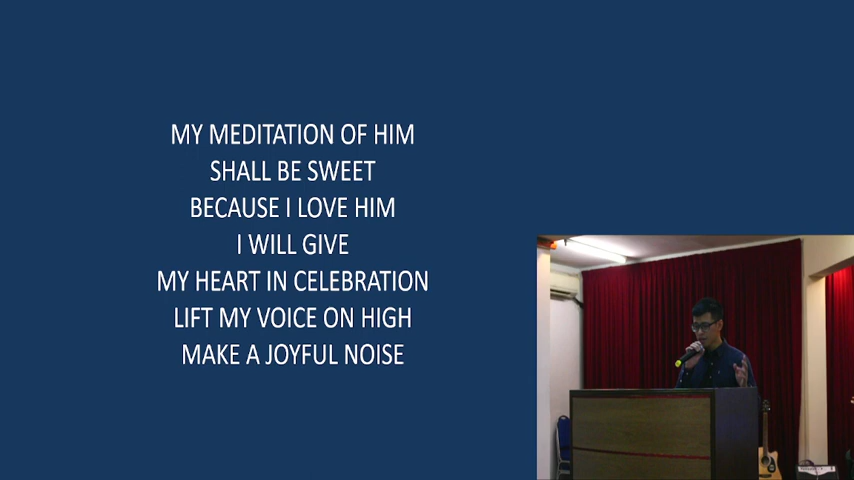 MY MEDITATION OF HIM
SHALL BE SWEET
BECAUSE I LOVE HIM
I WILL GIVE
MY HEART IN CELEBRATION
LIFT MY VOICE ON HIGH
MAKE A JOYFUL NOISE